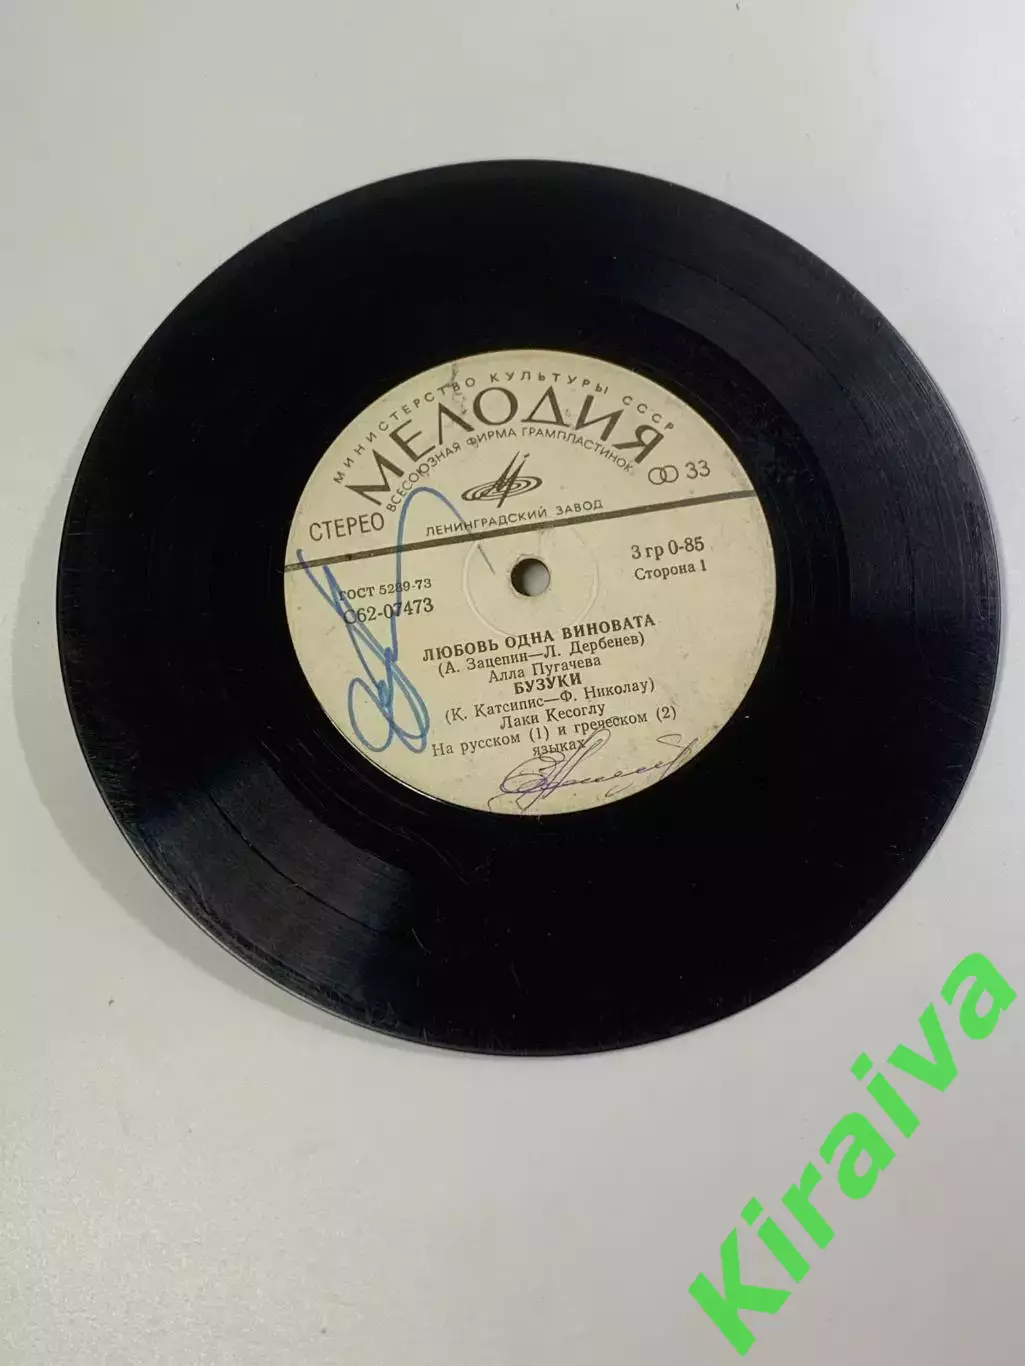 МИНИСТЕРСТВО КУЛЬТУРЫ СССР
МЕЛОДИЯ
ВСЕСОЮЗНАЯ ФИРМА ГРАМПЛАСТИНОК
33
СТЕРЕО
ЛЕНИНГРАДСКИЙ ЗАВОД
ГОСТ 5289-73
3 гр 0-85
С62-07473
Сторона 1
ЛЮБОВЬ ОДНА ВИНОВАТА
(А. Зацепин—Л. Дербенев)
Алла Пугачева
БУЗУКИ
(К. Катсипис—Ф. Николау)
Лаки Кесоглу
На русском (1) и греческом (2)
языках
Kiraiva